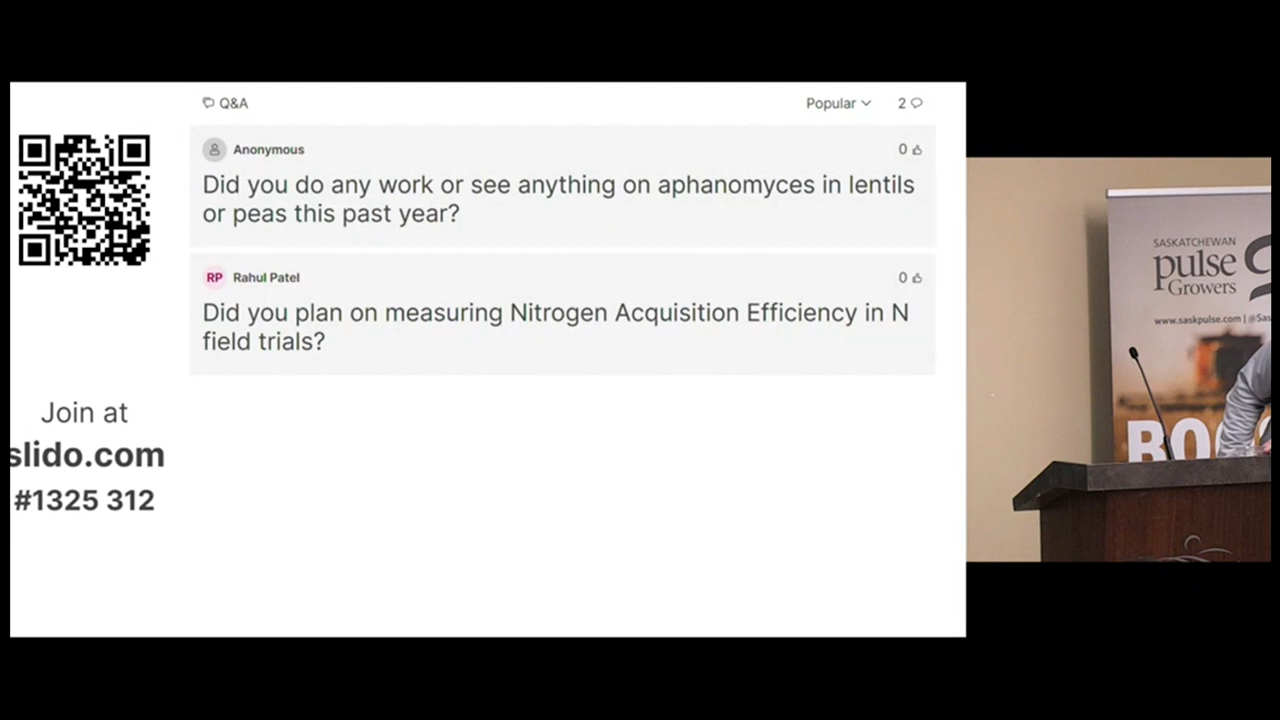 Q&A
Popular
2
Anonymous
0
Did you do any work or see anything on aphanomyces in lentils
or peas this past year?
RP Rahul Patel
0
Did you plan on measuring Nitrogen Acquisition Efficiency in N
field trials?
Join at
slido.com
#1325 312
SASKATCHEWAN
pulse
Growers
www.saskpulse.com | @Sas